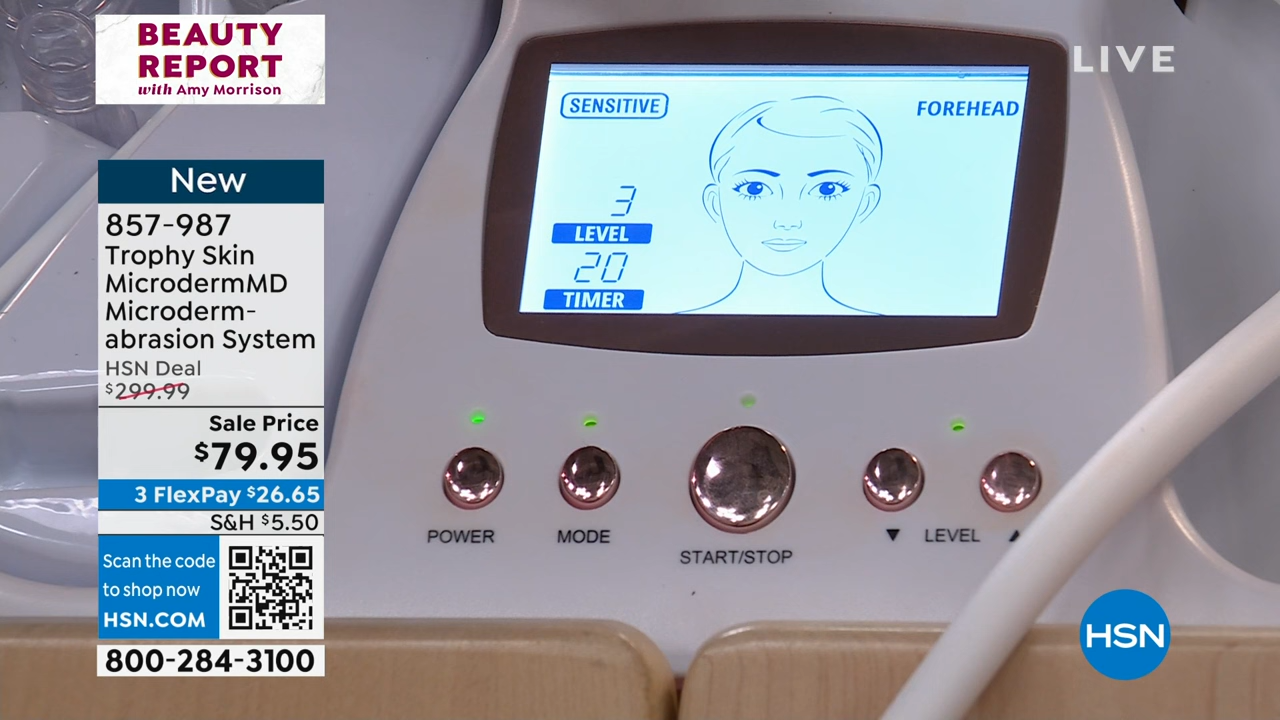 BEAUTY
REPORT
with Amy Morrison
LIVE
New
857-987
Trophy Skin
MicrodermMD
Microderm-
abrasion System
HSN Deal
$299.99
Sale Price
$79.95
3 FlexPay $26.65
S&H $5.50
Scan the code
to shop now
HSN.COM
800-284-3100
SENSITIVE
FOREHEAD
3
LEVEL
20
TIMER
POWER
MODE
START/STOP
▼ LEVEL ▲
HSN